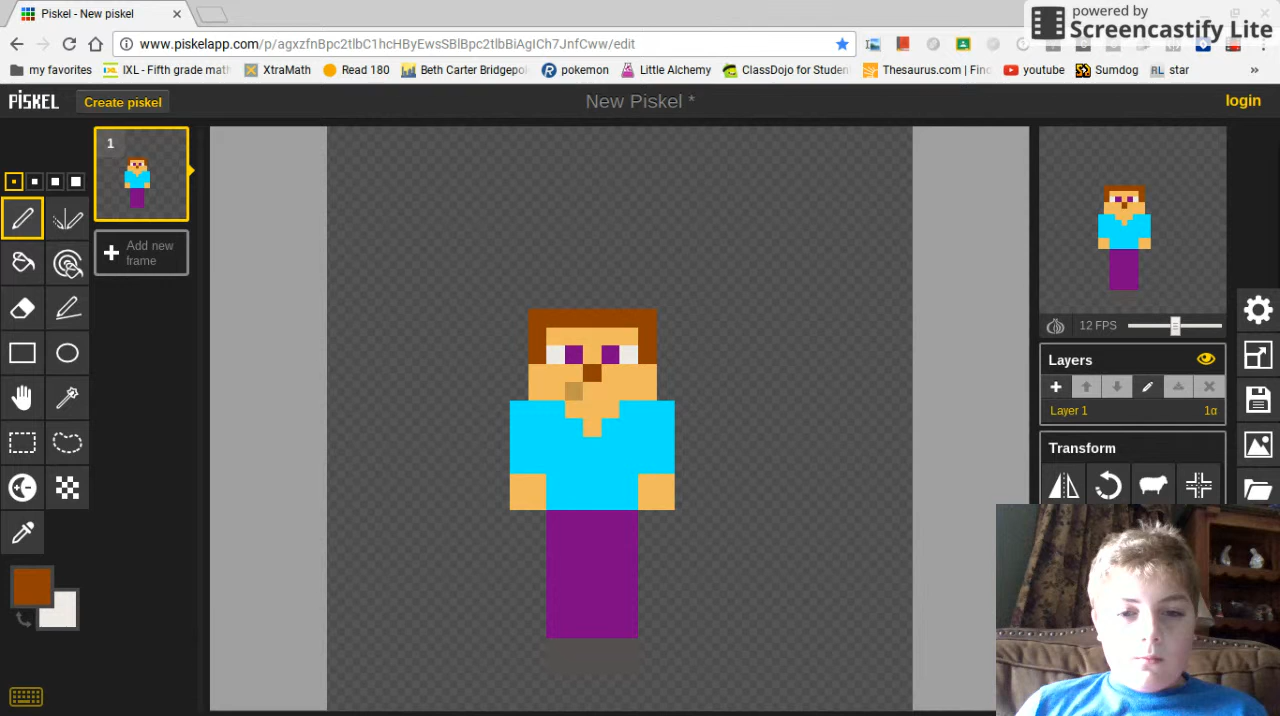 Piskel - New piskel
powered by
Screencastify Lite
www.piskelapp.com/p/agxzfnBpc2tlbC1hcHByEwsSBlBpc2tlbBiAgICh7JnfCww/edit
my favorites
IXL - Fifth grade math
XtraMath
Read 180
Beth Carter Bridgepo
pokemon
Little Alchemy
ClassDojo for Studen
Thesaurus.com | Find
youtube
Sumdog
RL star
»
PiSKEL
Create piskel
New Piskel *
login
1
Add new
frame
12 FPS
Layers
Layer 1
1α
Transform